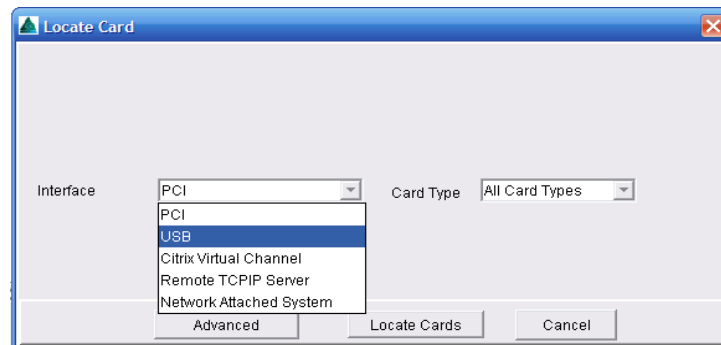 Locate Card
Interface PCI Card Type All Card Types
PCI
USB
Citrix Virtual Channel
Remote TCPIP Server
Network Attached System
Advanced Locate Cards Cancel